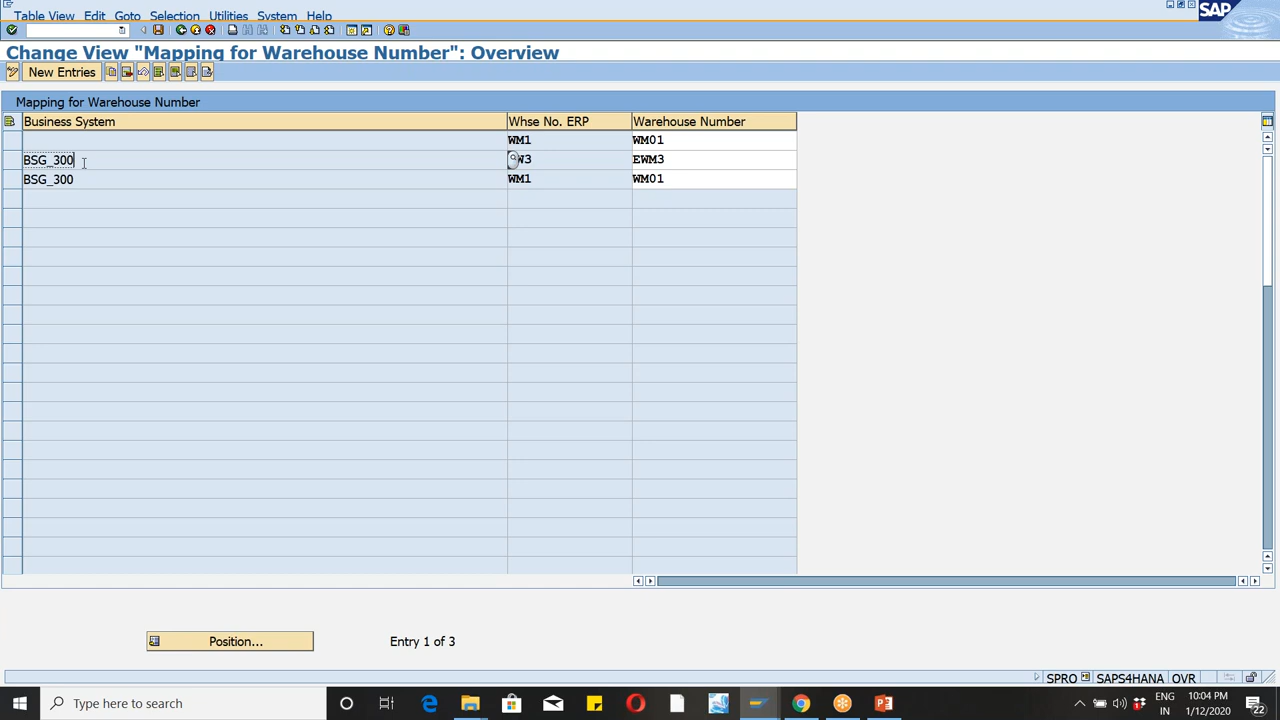 Table View Edit Goto Selection Utilities System Help
SAP
Change View "Mapping for Warehouse Number": Overview
New Entries
Mapping for Warehouse Number
Business System Whse No. ERP Warehouse Number
WM1 WM01
BSG_300 W3 EWM3
BSG_300 WM1 WM01
Position... Entry 1 of 3
SPRO SAPS4HANA OVR
Type here to search
ENG 10:04 PM
IN 1/12/2020 22